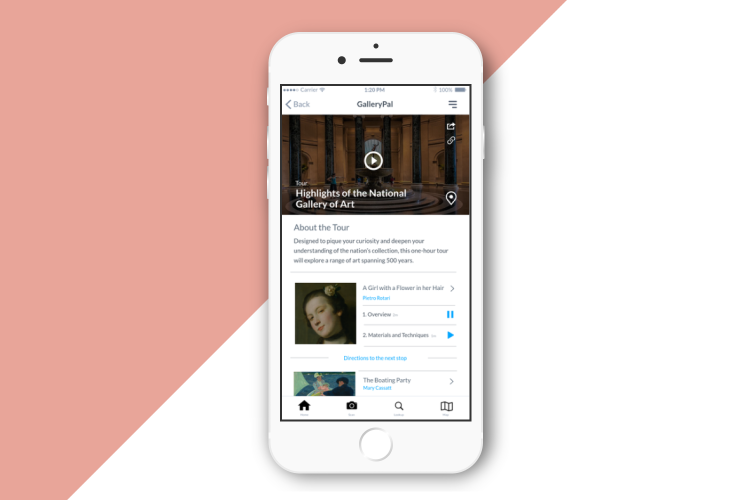 Carrier 1:20 PM 100%
Back GalleryPal
Tour
Highlights of the National
Gallery of Art
About the Tour
Designed to pique your curiosity and deepen your
understanding of the nation's collection, this one-hour tour
will explore a range of art spanning 500 years.
A Girl with a Flower in her Hair
Pietro Rotari
1. Overview
2. Materials and Techniques
Directions to the next stop
The Boating Party
Mary Cassatt